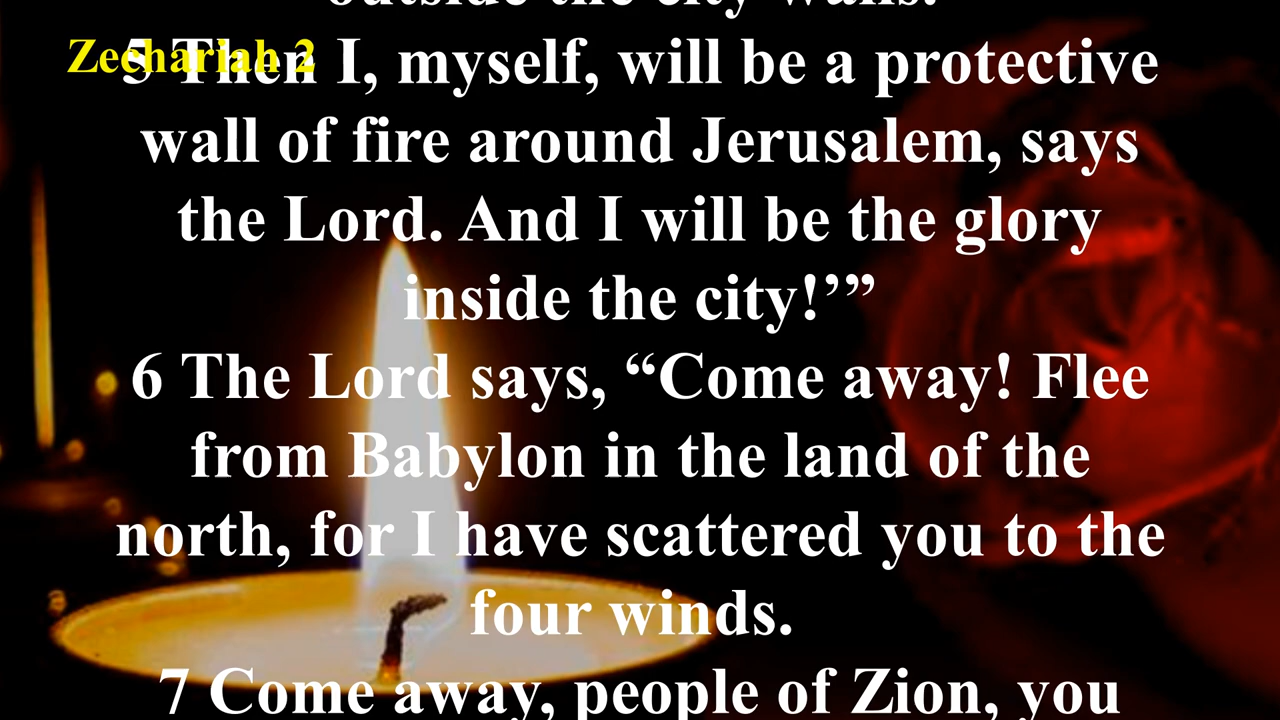 outside the city walls.
Zechariah 2
5 Then I, myself, will be a protective
wall of fire around Jerusalem, says
the Lord. And I will be the glory
inside the city!’”
6 The Lord says, “Come away! Flee
from Babylon in the land of the
north, for I have scattered you to the
four winds.
7 Come away, people of Zion, you